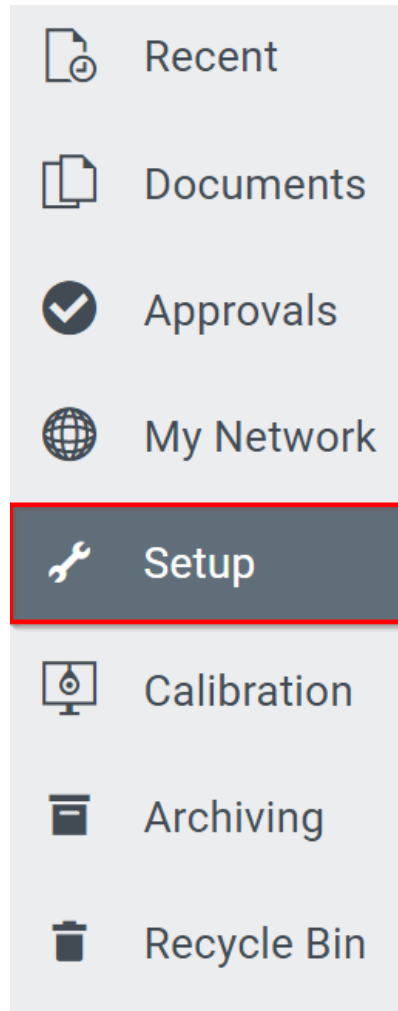 Recent
Documents
Approvals
My Network
Setup
Calibration
Archiving
Recycle Bin